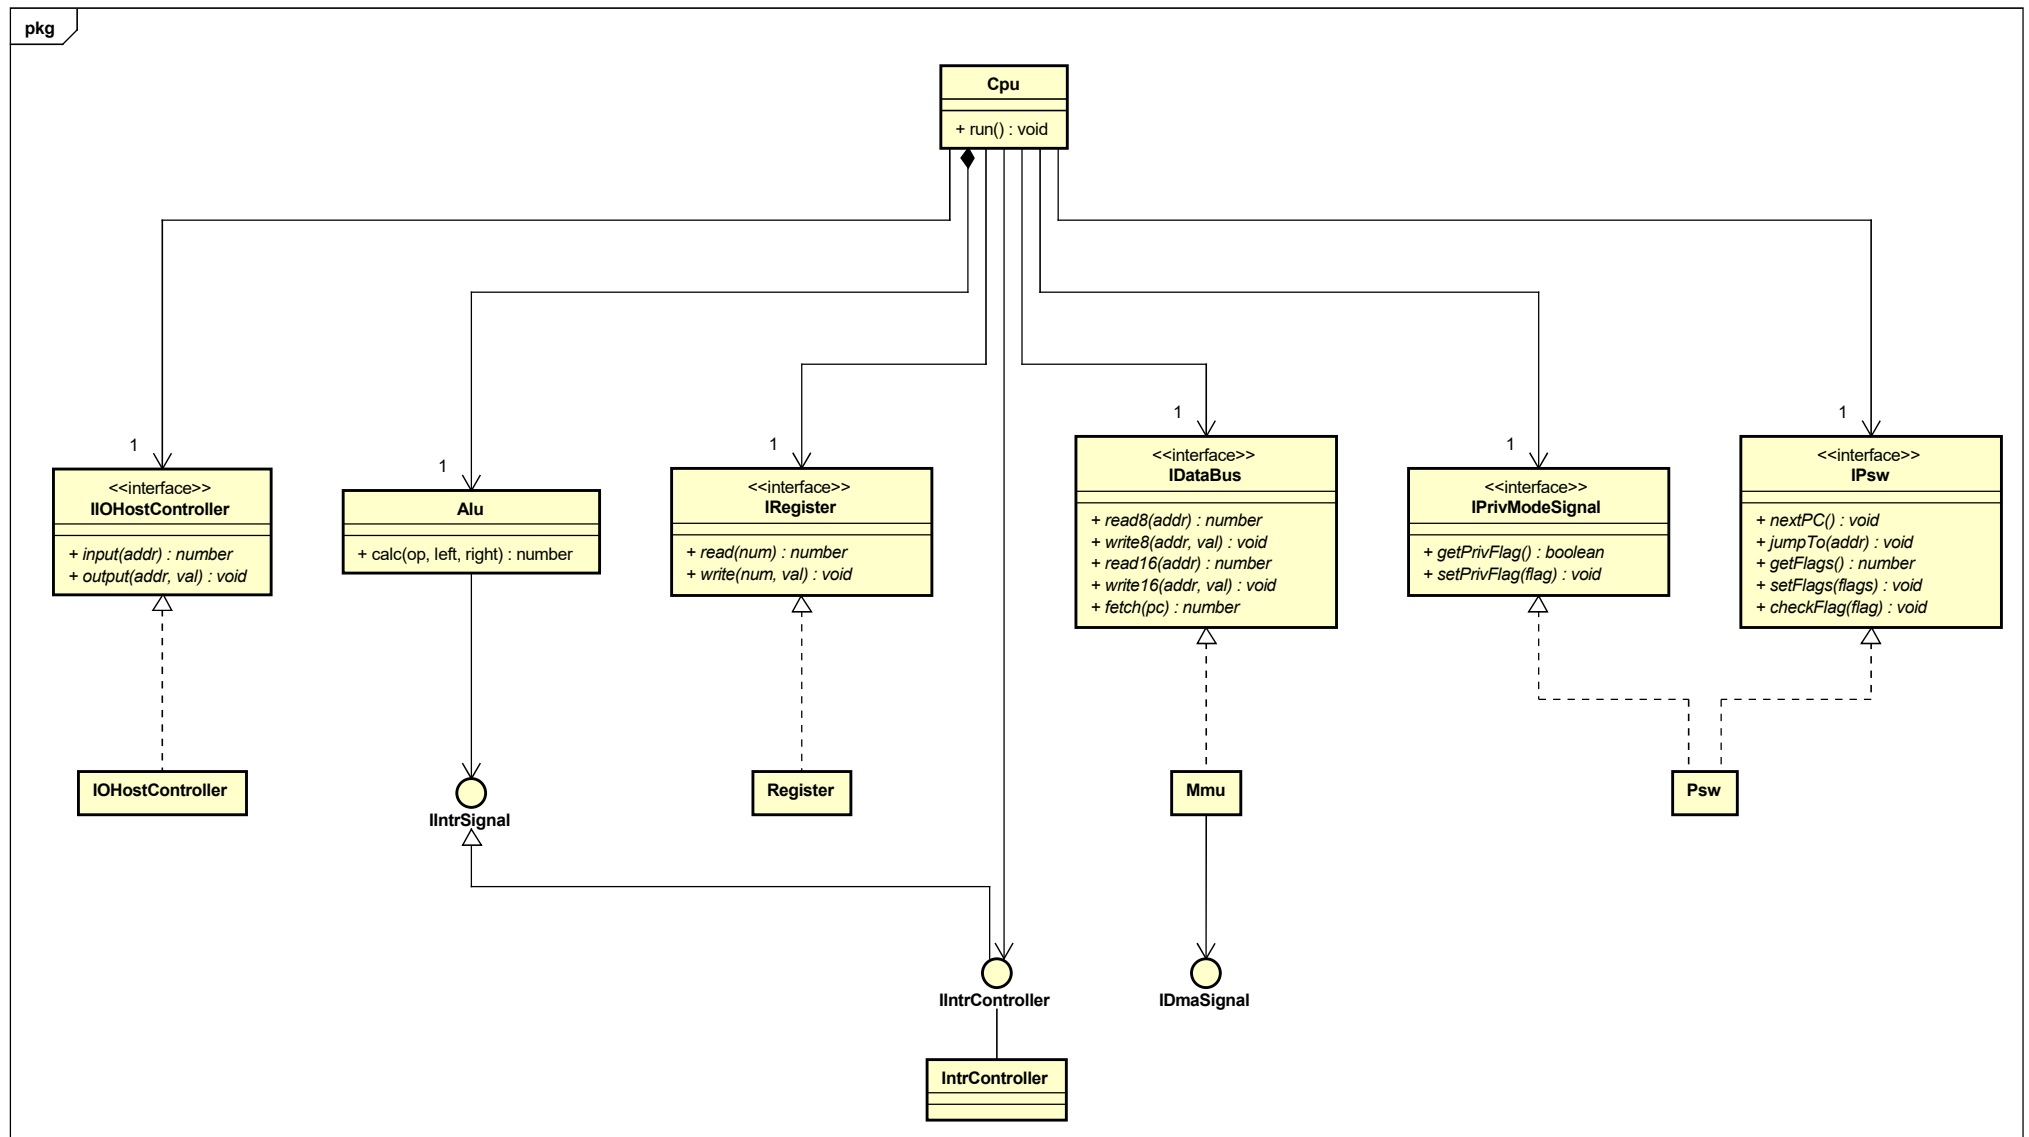 pkg
Cpu
+ run() : void
1
<<interface>>
IIOHostController
+ input(addr) : number
+ output(addr, val) : void
1
Alu
+ calc(op, left, right) : number
1
<<interface>>
IRegister
+ read(num) : number
+ write(num, val) : void
1
<<interface>>
IDataBus
+ read8(addr) : number
+ write8(addr, val) : void
+ read16(addr) : number
+ write16(addr, val) : void
+ fetch(pc) : number
1
<<interface>>
IPrivModeSignal
+ getPrivFlag() : boolean
+ setPrivFlag(flag) : void
1
<<interface>>
IPsw
+ nextPC() : void
+ jumpTo(addr) : void
+ getFlags() : number
+ setFlags(flags) : void
+ checkFlag(flag) : void
IOHostController
IIntrSignal
Register
Mmu
Psw
IIntrController
IDmaSignal
IntrController